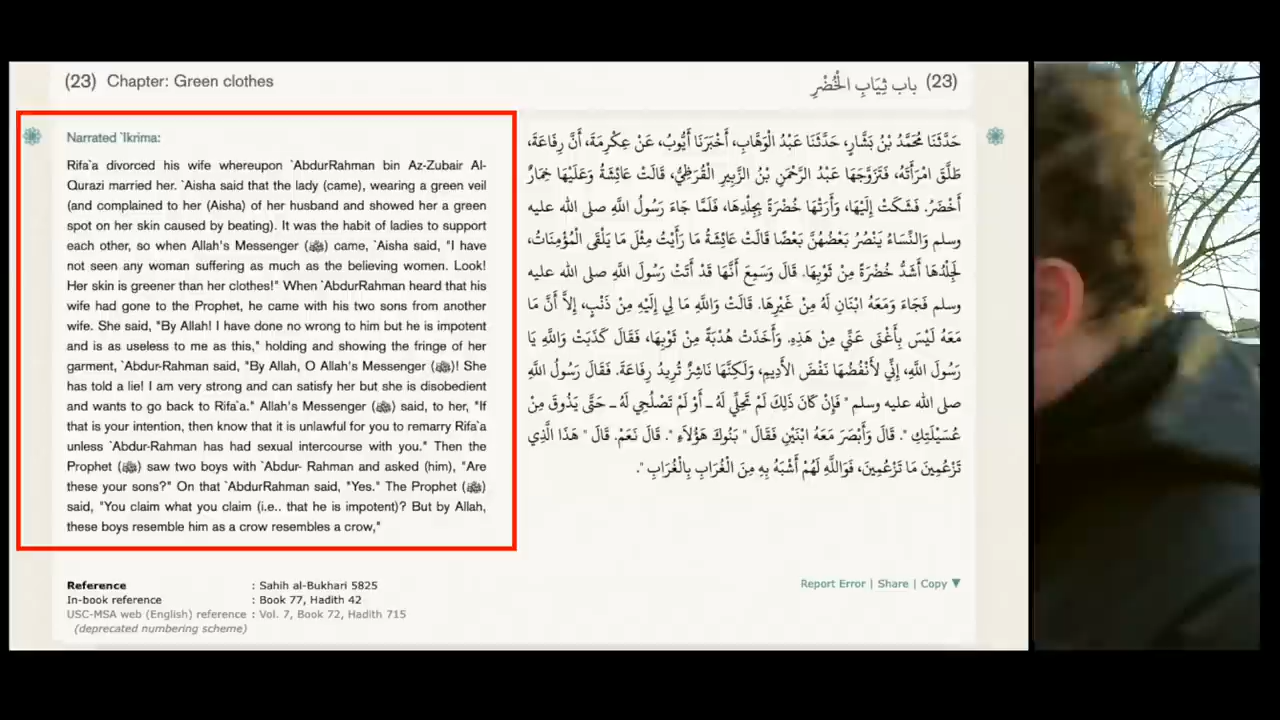 (23) Chapter: Green clothes
(23) باب ثِيَابِ الْخُضْرِ
Narrated `Ikrima:
Rifa`a divorced his wife whereupon `AbdurRahman bin Az-Zubair Al-
Qurazi married her. `Aisha said that the lady (came), wearing a green veil
(and complained to her (Aisha) of her husband and showed her a green
spot on her skin caused by beating). It was the habit of ladies to support
each other, so when Allah's Messenger (ﷺ) came, `Aisha said, "I have
not seen any woman suffering as much as the believing women. Look!
Her skin is greener than her clothes!" When `AbdurRahman heard that his
wife had gone to the Prophet, he came with his two sons from another
wife. She said, "By Allah! I have done no wrong to him but he is impotent
and is as useless to me as this," holding and showing the fringe of her
garment, `Abdur-Rahman said, "By Allah, O Allah's Messenger (ﷺ)! She
has told a lie! I am very strong and can satisfy her but she is disobedient
and wants to go back to Rifa`a." Allah's Messenger (ﷺ) said, to her, "If
that is your intention, then know that it is unlawful for you to remarry Rifa`a
unless `Abdur-Rahman has had sexual intercourse with you." Then the
Prophet (ﷺ) saw two boys with `Abdur- Rahman and asked (him), "Are
these your sons?" On that `AbdurRahman said, "Yes." The Prophet (ﷺ)
said, "You claim what you claim (i.e.. that he is impotent)? But by Allah,
these boys resemble him as a crow resembles a crow,"
حَدَّثَنَا مُحَمَّدُ بْنُ بَشَّارٍ، حَدَّثَنَا عَبْدُ الْوَهَّابِ، أَخْبَرَنَا أَيُّوبُ، عَنْ عِكْرِمَةَ، أَنَّ رِفَاعَةَ،
طَلَّقَ امْرَأَتَهُ، فَتَزَوَّجَهَا عَبْدُ الرَّحْمَنِ بْنُ الزَّبِيرِ الْقُرَظِيُّ، قَالَتْ عَائِشَةُ وَعَلَيْهَا خِمَارٌ
أَخْضَرُ. فَشَكَتْ إِلَيْهَا، وَأَرَتْهَا خُضْرَةً بِجِلْدِهَا، فَلَمَّا جَاءَ رَسُولُ اللَّهِ صلى الله عليه
وسلم وَالنِّسَاءُ يَنْصُرُ بَعْضُهُنَّ بَعْضًا قَالَتْ عَائِشَةُ مَا رَأَيْتُ مِثْلَ مَا يَلْقَى الْمُؤْمِنَاتُ،
لَجِلْدُهَا أَشَدُّ خُضْرَةً مِنْ ثَوْبِهَا. قَالَ وَسَمِعَ أَنَّهَا قَدْ أَتَتْ رَسُولَ اللَّهِ صلى الله عليه
وسلم فَجَاءَ وَمَعَهُ ابْنَانِ لَهُ مِنْ غَيْرِهَا. قَالَتْ وَاللَّهِ مَا لِي إِلَيْهِ مِنْ ذَنْبٍ، إِلاَّ أَنَّ مَا
مَعَهُ لَيْسَ بِأَغْنَى عَنِّي مِنْ هَذِهِ. وَأَخَذَتْ هُدْبَةً مِنْ ثَوْبِهَا، فَقَالَ كَذَبَتْ وَاللَّهِ يَا
رَسُولَ اللَّهِ، إِنِّي لأَنْفُضُهَا نَفْضَ الأَدِيمِ، وَلَكِنَّهَا نَاشِزٌ تُرِيدُ رِفَاعَةَ. فَقَالَ رَسُولُ اللَّهِ
صلى الله عليه وسلم " فَإِنْ كَانَ ذَلِكَ لَمْ تَحِلِّي لَهُ ـ أَوْ لَمْ تَصْلُحِي لَهُ ـ حَتَّى يَذُوقَ مِنْ
عُسَيْلَتِكِ ". قَالَ وَأَبْصَرَ مَعَهُ ابْنَيْنِ فَقَالَ " بَنُوكَ هَؤُلاَءِ ". قَالَ نَعَمْ. قَالَ " هَذَا الَّذِي
تَزْعُمِينَ مَا تَزْعُمِينَ، فَوَاللَّهِ لَهُمْ أَشْبَهُ بِهِ مِنَ الْغُرَابِ بِالْغُرَابِ ".
Reference : Sahih al-Bukhari 5825
In-book reference : Book 77, Hadith 42
USC-MSA web (English) reference : Vol. 7, Book 72, Hadith 715
(deprecated numbering scheme)
Report Error | Share | Copy ▼